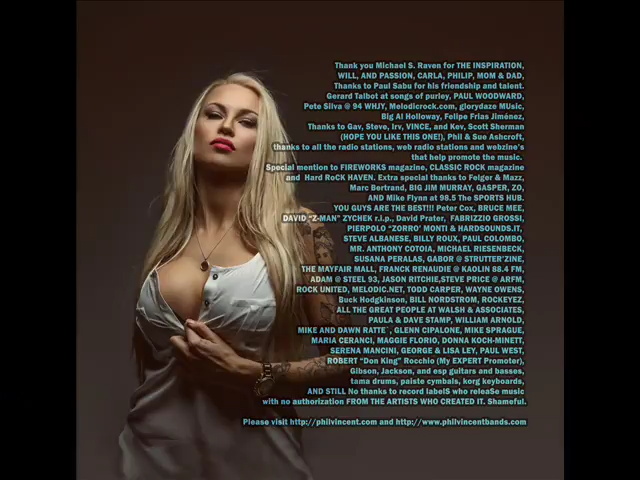 Thank you Michael S. Raven for THE INSPIRATION,
WILL, AND PASSION, CARLA, PHILIP, MOM & DAD,
Thanks to Paul Sabu for his friendship and talent.
Gerard Talbot at songs of purley, PAUL WOODWARD,
Pete Silva @ 94 WHJY, Melodicrock.com, glorydaze MUsic,
Big Al Holloway, Felipe Frias Jiménez,
Thanks to Gav, Steve, Irv, VINCE, and Kev, Scott Sherman
(HOPE YOU LIKE THIS ONE!), Phil & Sue Ashcroft,
thanks to all the radio stations, web radio stations and webzine's
that help promote the music.
Special mention to FIREWORKS magazine, CLASSIC ROCK magazine
and Hard RocK HAVEN. Extra special thanks to Felger & Mazz,
Marc Bertrand, BIG JIM MURRAY, GASPER, ZO,
AND Mike Flynn at 98.5 The SPORTS HUB.
YOU GUYS ARE THE BEST!!! Peter Cox, BRUCE MEE,
DAVID "Z-MAN" ZYCHEK r.i.p., David Prater, FABRIZZIO GROSSI,
PIERPOLO "ZORRO' MONTI & HARDSOUNDS.IT,
STEVE ALBANESE, BILLY ROUX, PAUL COLOMBO,
MR. ANTHONY COTOIA, MICHAEL RIESENBECK,
SUSANA PERALAS, GABOR @ STRUTTER'ZINE,
THE MAYFAIR MALL, FRANCK RENAUDIE @ KAOLIN 88.4 FM,
ADAM @ STEEL 93, JASON RITCHIE,STEVE PRICE @ ARFM,
ROCK UNITED, MELODIC.NET, TODD CARPER, WAYNE OWENS,
Buck Hodgkinson, BILL NORDSTROM, ROCKEYEZ,
ALL THE GREAT PEOPLE AT WALSH & ASSOCIATES,
PAULA & DAVE STAMP, WILLIAM ARNOLD,
MIKE AND DAWN RATTE`, GLENN CIPALONE, MIKE SPRAGUE,
MARIA CERANCI, MAGGIE FLORIO, DONNA KOCH-MINETT,
SERENA MANCINI, GEORGE & LISA LEY, PAUL WEST,
ROBERT "Don King" Rocchio (My EXPERT Promoter),
Gibson, Jackson, and esp guitars and basses,
tama drums, paiste cymbals, korg keyboards,
AND STILL No thanks to record labelS who releaSe music
with no authorization FROM THE ARTISTS WHO CREATED IT. Shameful.
Please visit http://philvincent.com and http://www.philvincentbands.com